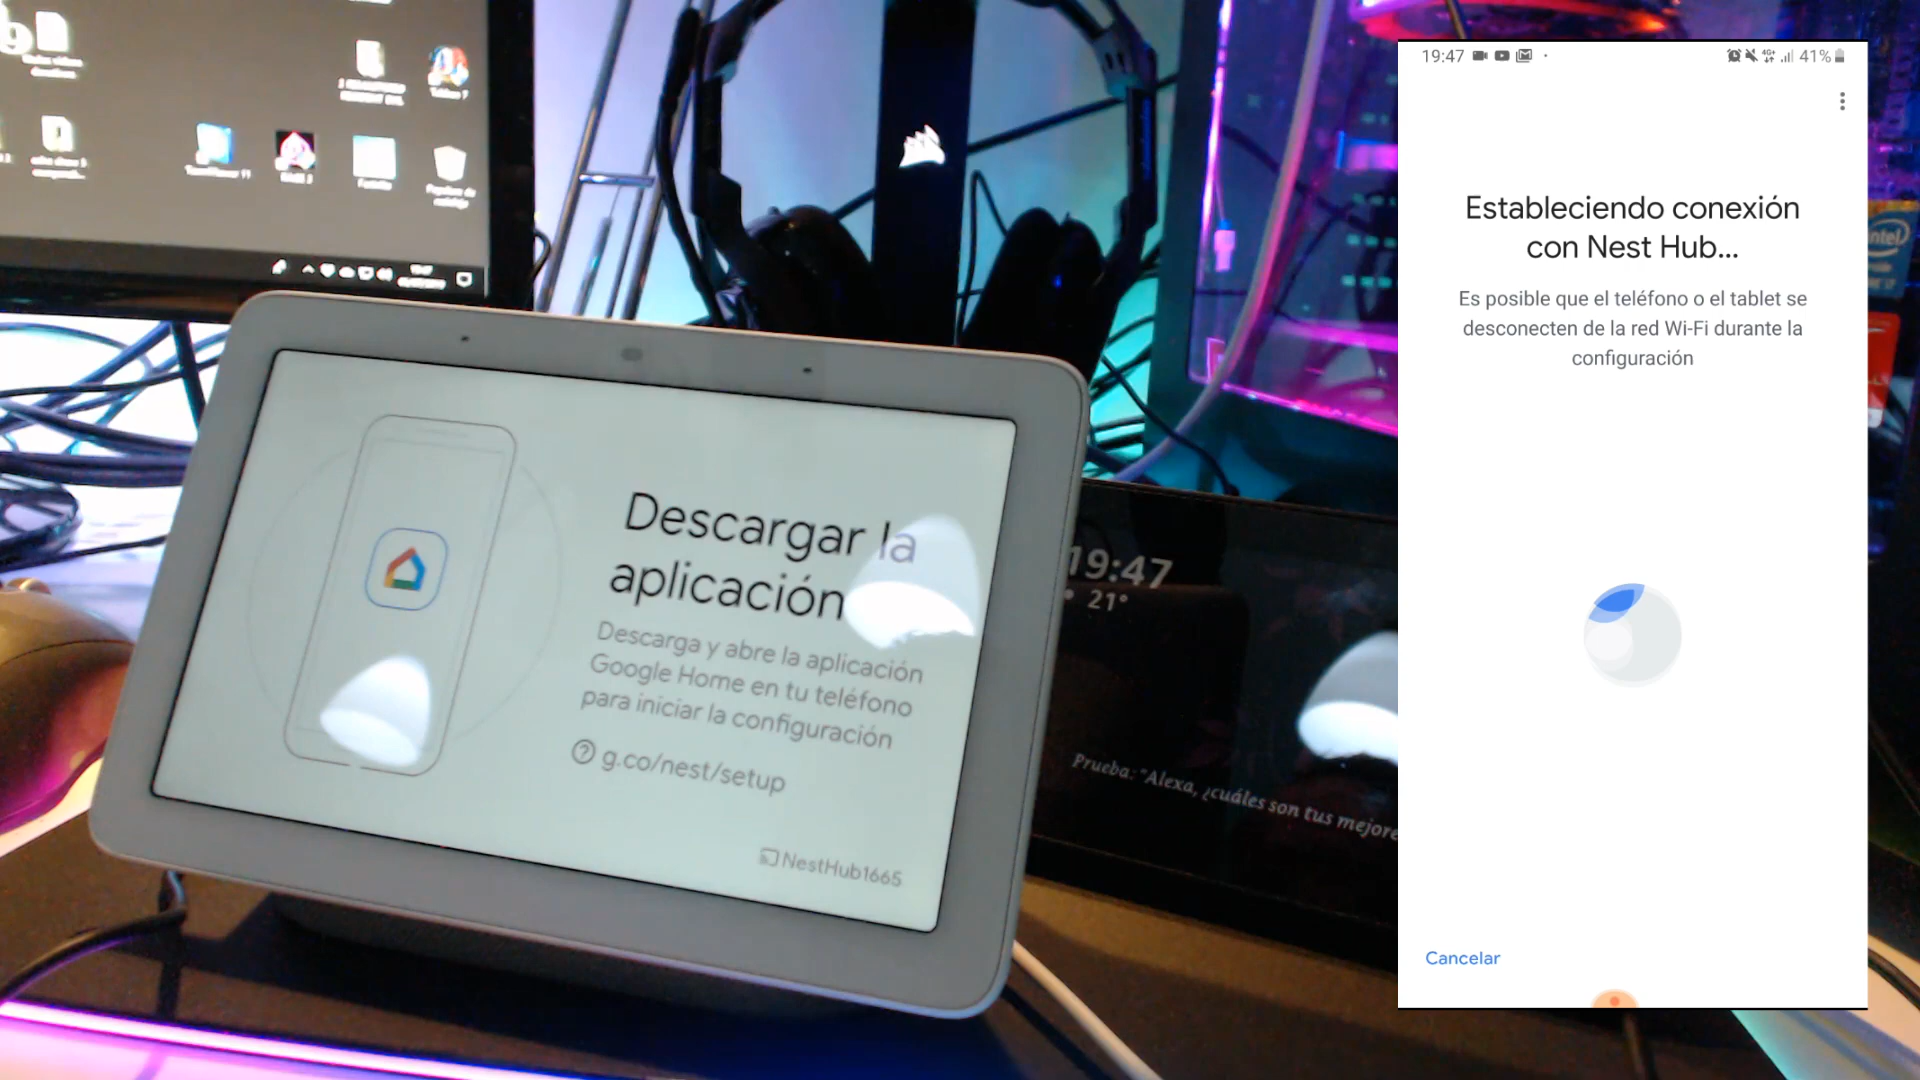 Descargar la
aplicación
Descarga y abre la aplicación
Google Home en tu teléfono
para iniciar la configuración
g.co/nest/setup
NestHub1665
19:47
21°
Prueba: "Alexa, ¿cuáles son tus mejore
intel
19:47
4G+
41%
Estableciendo conexión
con Nest Hub...
Es posible que el teléfono o el tablet se
desconecten de la red Wi-Fi durante la
configuración
Cancelar